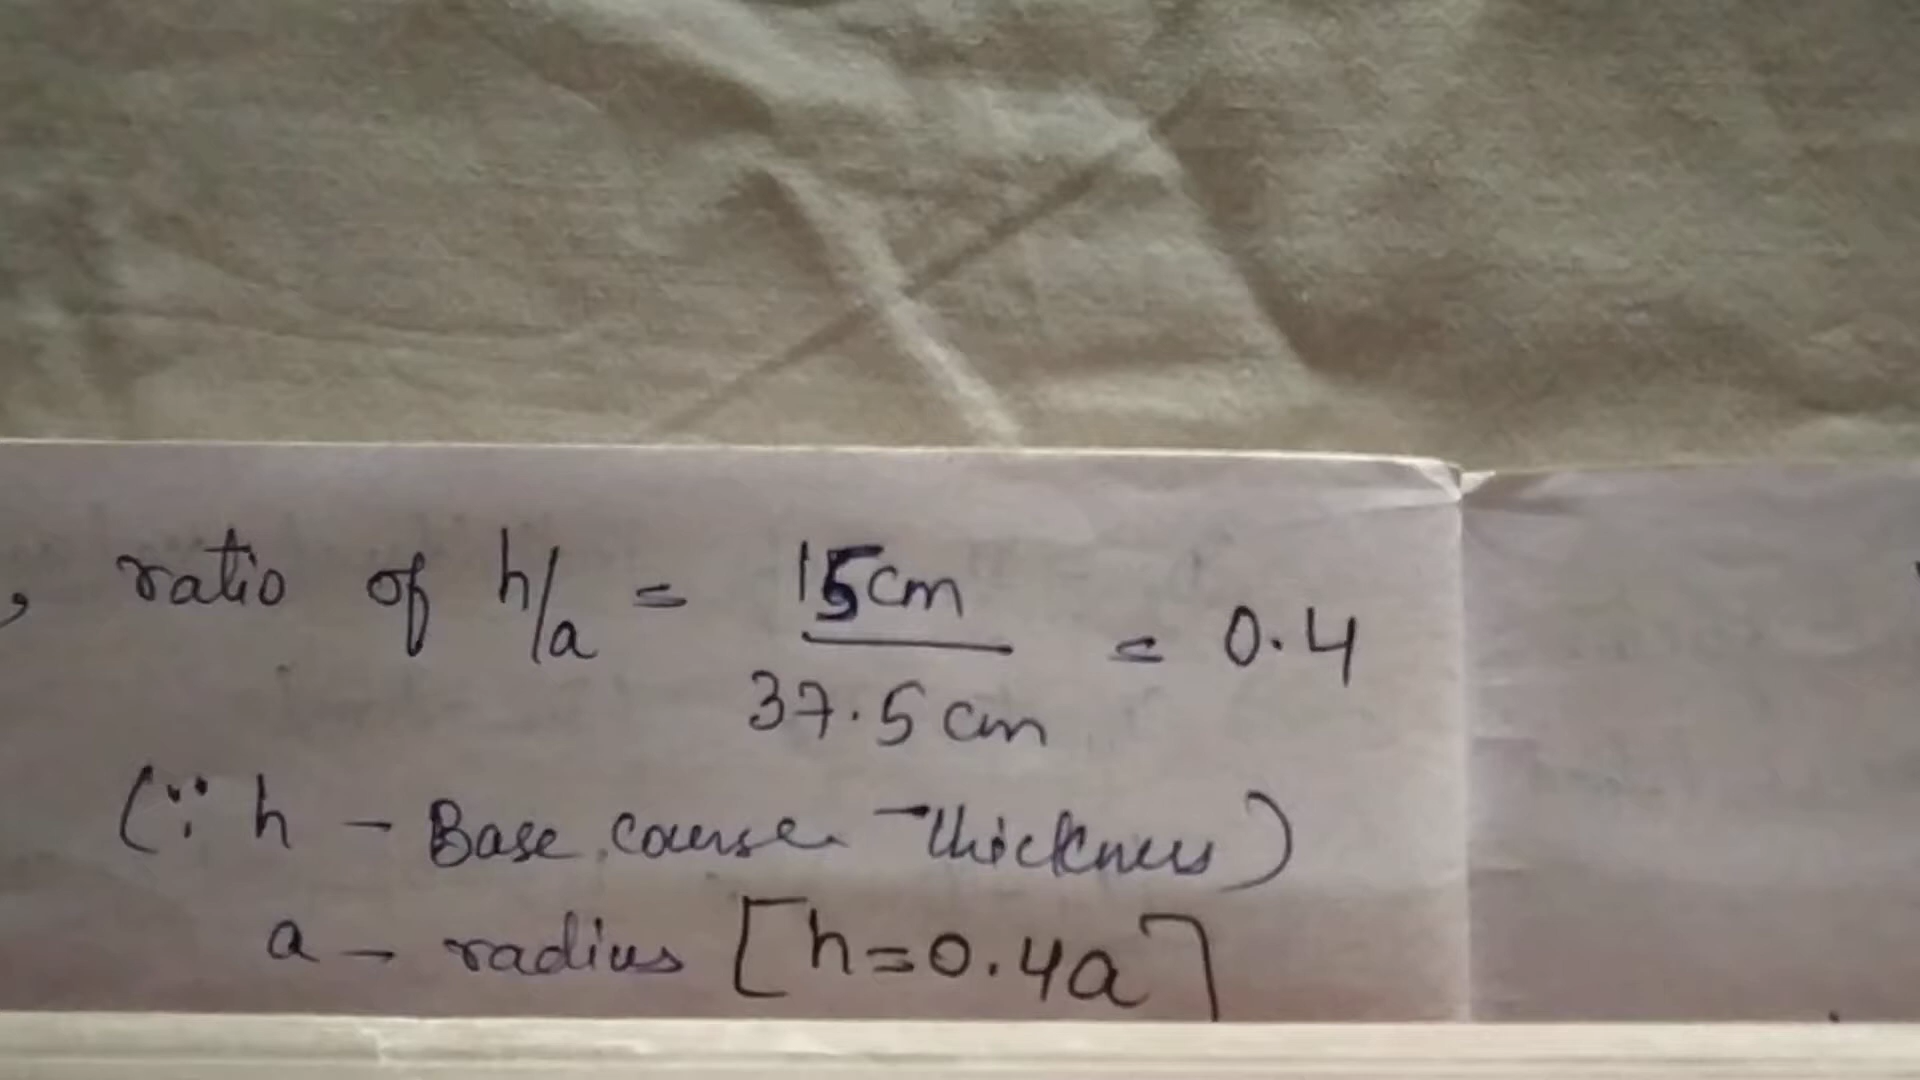 , ratio of h/a = 15cm / 37.5 cm = 0.4
(∵ h - Base course thickness)
a - radius [h=0.4a]